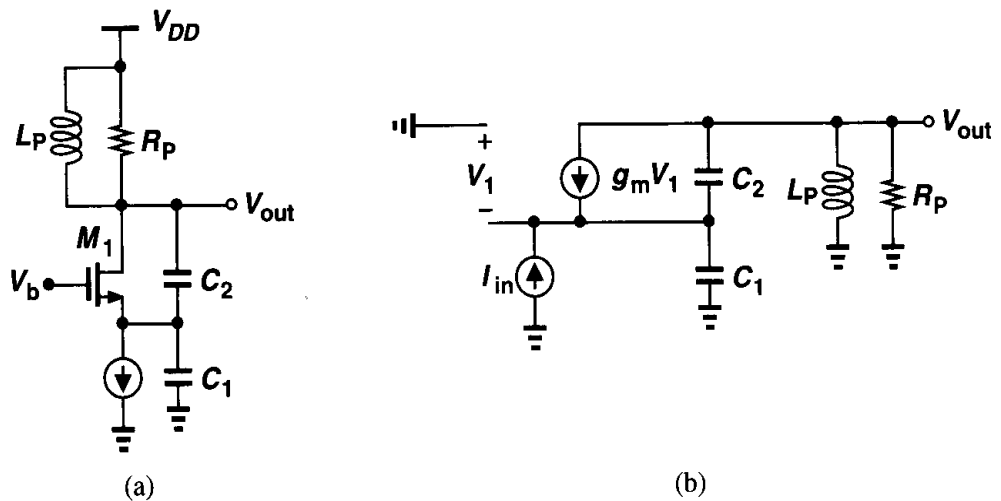 V_DD
L_P
R_P
V_out
M_1
V_b
C_2
C_1
(a)
V_out
+
V_1
−
g_mV_1
C_2
L_P
R_P
I_in
C_1
(b)